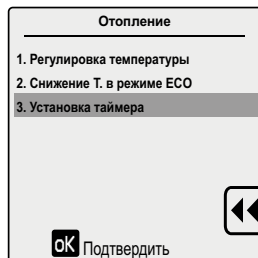 Отопление
1. Регулировка температуры
2. Снижение Т. в режиме ECO
3. Установка таймера
ok Подтвердить